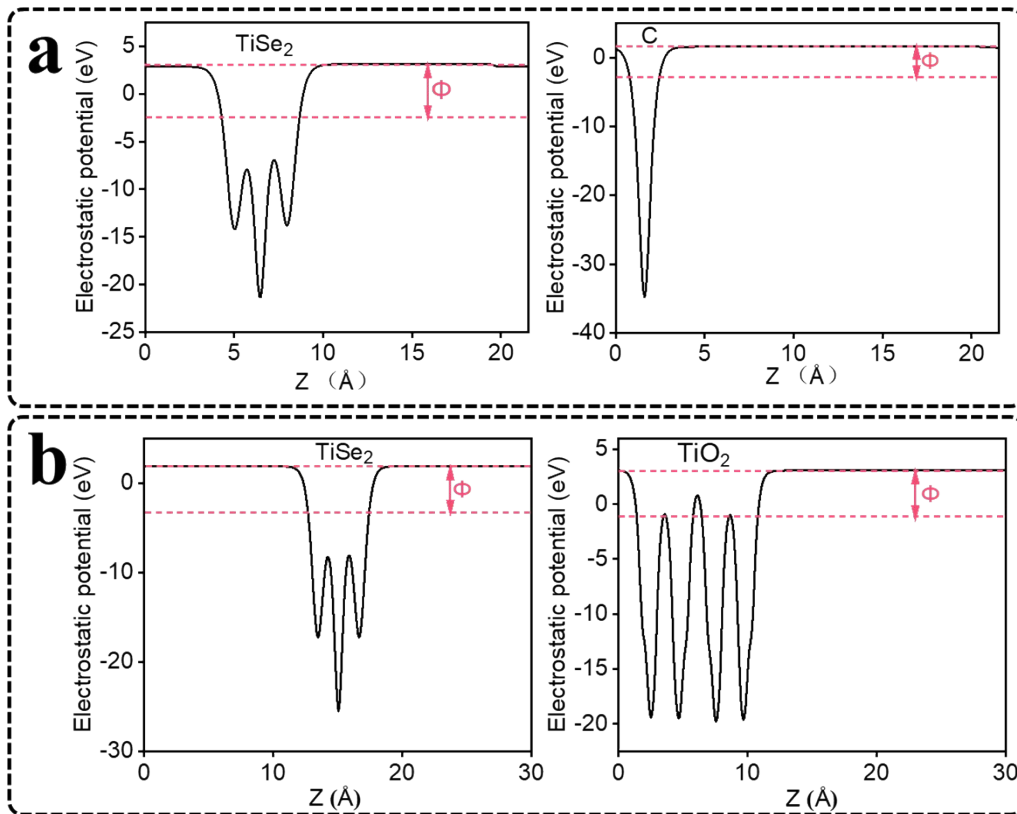 a
TiSe2
Electrostatic potential (eV)
5
0
-5
-10
-15
-20
-25
Φ
0 5 10 15 20
Z (Å)
C
Electrostatic potential (eV)
0
-10
-20
-30
-40
Φ
0 5 10 15 20
Z (Å)
b
TiSe2
Electrostatic potential (eV)
0
-10
-20
-30
Φ
0 10 20 30
Z (Å)
TiO2
Electrostatic potential (eV)
5
0
-5
-10
-15
-20
Φ
0 10 20 30
Z (Å)